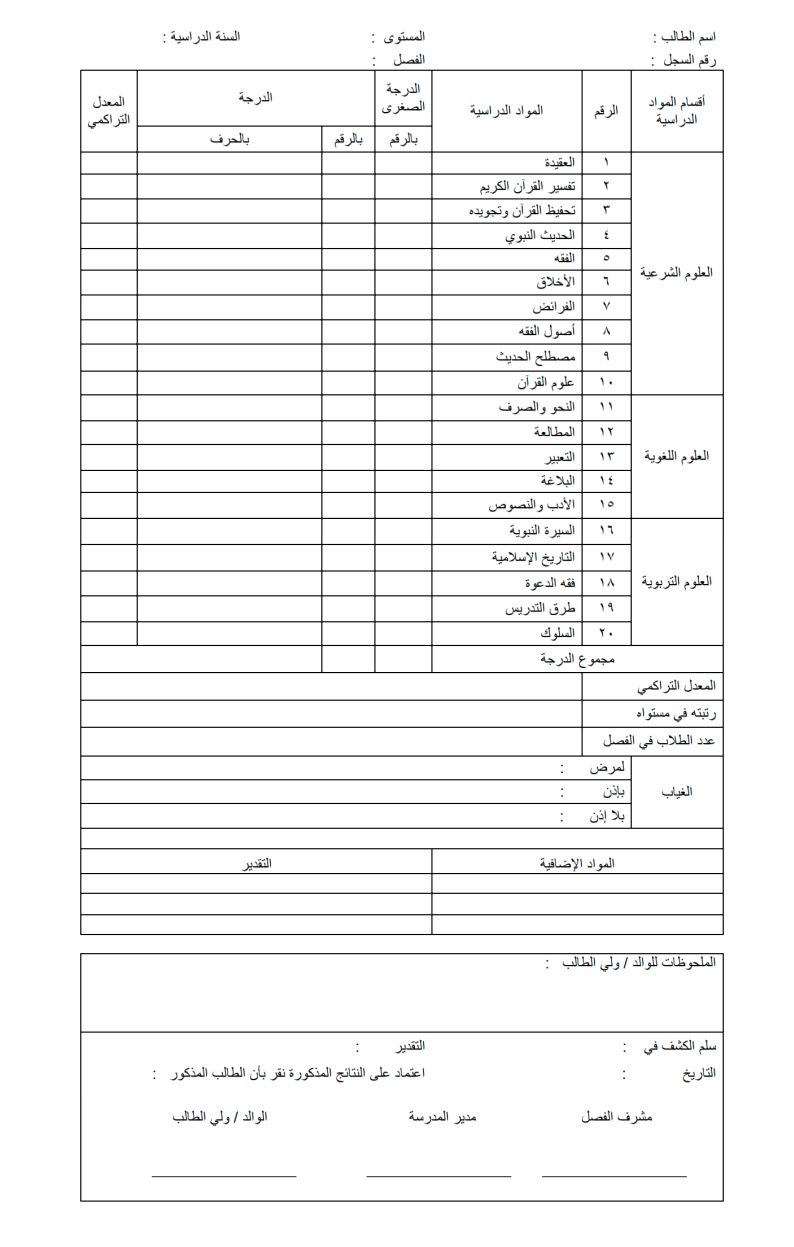 اسم الطالب : المستوى : السنة الدراسية :
رقم السجل : الفصل :
أقسام المواد الدراسية الرقم المواد الدراسية الدرجة الصغرى الدرجة المعدل التراكمي
بالرقم بالرقم بالحرف
العلوم الشرعية
١ العقيدة
٢ تفسير القرآن الكريم
٣ تحفيظ القرآن وتجويده
٤ الحديث النبوي
٥ الفقه
٦ الأخلاق
٧ الفرائض
٨ أصول الفقه
٩ مصطلح الحديث
١٠ علوم القرآن
العلوم اللغوية
١١ النحو والصرف
١٢ المطالعة
١٣ التعبير
١٤ البلاغة
١٥ الأدب والنصوص
العلوم التربوية
١٦ السيرة النبوية
١٧ التاريخ الإسلامية
١٨ فقه الدعوة
١٩ طرق التدريس
٢٠ السلوك
مجموع الدرجة
المعدل التراكمي
رتبته في مستواه
عدد الطلاب في الفصل
الغياب
لمرض :
بإذن :
بلا إذن :
المواد الإضافية التقدير
الملحوظات للوالد / ولي الطالب :
سلم الكشف في : التقدير :
التاريخ : اعتماد على النتائج المذكورة نقر بأن الطالب المذكور :
مشرف الفصل مدير المدرسة الوالد / ولي الطالب